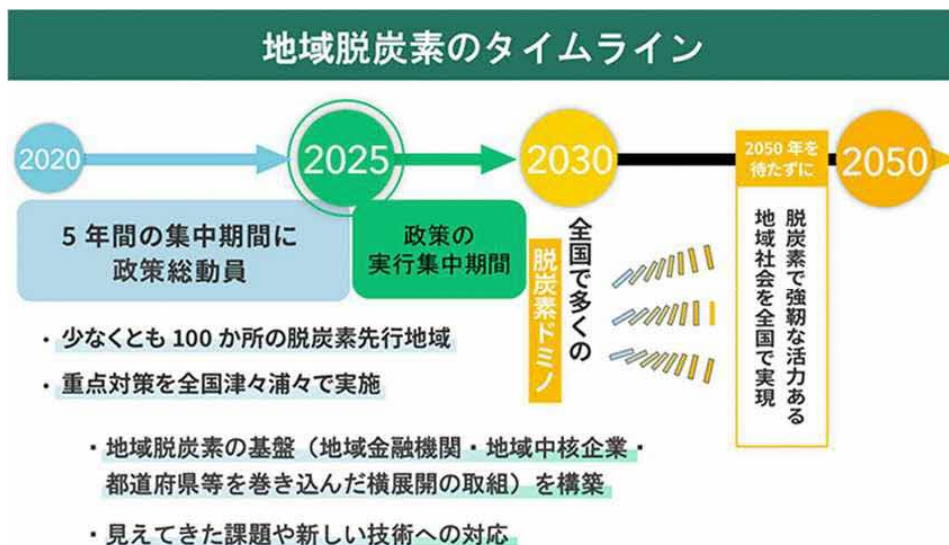 地域脱炭素のタイムライン
2020
2025
2030
2050年を
待たずに
2050
5年間の集中期間に
政策総動員
政策の
実行集中期間
全国で多くの
脱炭素ドミノ
脱炭素で強靭な活力ある
地域社会を全国で実現
・少なくとも100か所の脱炭素先行地域
・重点対策を全国津々浦々で実施
・地域脱炭素の基盤（地域金融機関・地域中核企業・
都道府県等を巻き込んだ横展開の取組）を構築
・見えてきた課題や新しい技術への対応